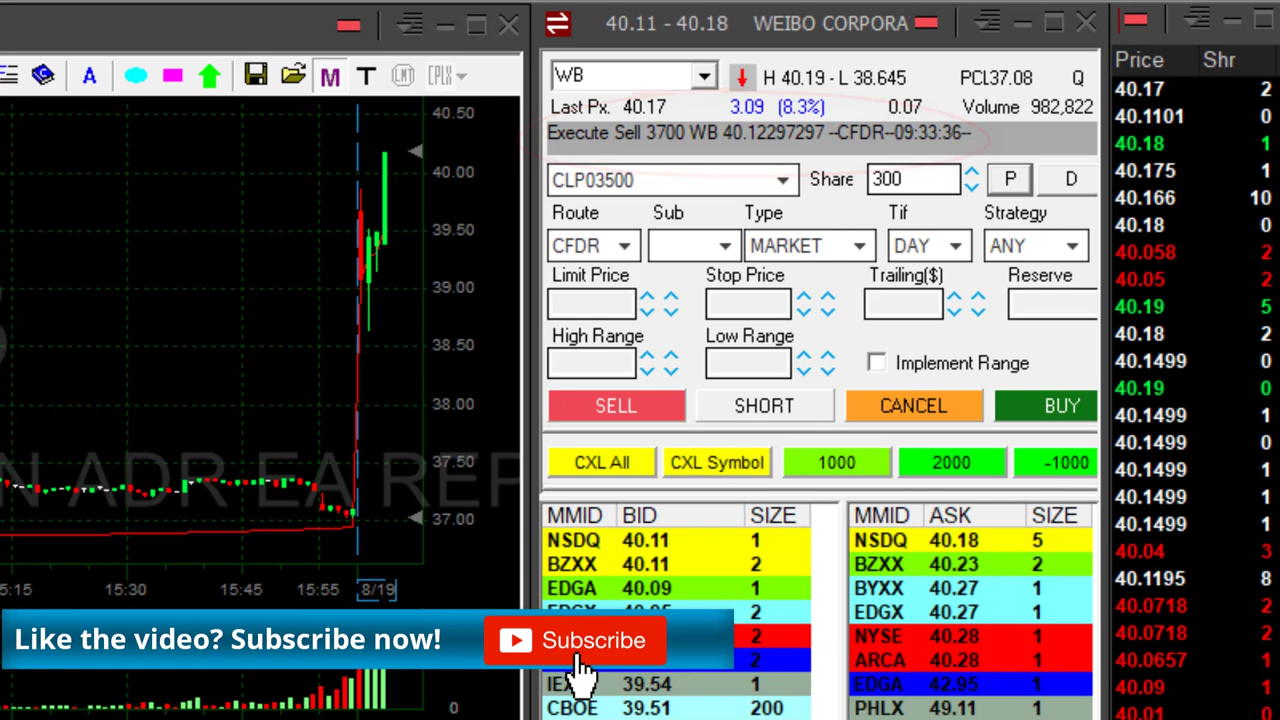 40.11 - 40.18 WEIBO CORPORA
A M T CPLX
WB H 40.19 - L 38.645 PCL37.08 Q
Last Px. 40.17 3.09 (8.3%) 0.07 Volume 982,822
Execute Sell 3700 WB 40.12297297 --CFDR--09:33:36--
CLP03500 Share 300 P D
Route Sub Type Tif Strategy
CFDR MARKET DAY ANY
Limit Price Stop Price Trailing($) Reserve
High Range Low Range
Implement Range
SELL SHORT CANCEL BUY
CXL All CXL Symbol 1000 2000 -1000
MMID BID SIZE
NSDQ 40.11 1
BZXX 40.11 2
EDGA 40.09 1
2
2
2
39.54 1
CBOE 39.51 200
MMID ASK SIZE
NSDQ 40.18 5
BZXX 40.23 2
BYXX 40.27 1
EDGX 40.27 1
NYSE 40.28 1
ARCA 40.28 1
EDGA 42.95 1
PHLX 49.11 1
Price Shr
40.17 2
40.1101 0
40.18 1
40.175 1
40.166 10
40.18 0
40.058 2
40.05 2
40.19 5
40.18 2
40.1499 0
40.19 0
40.1499 1
40.1499 0
40.1499 1
40.1499 1
40.1499 1
40.04 3
40.1195 8
40.0718 2
40.0718 2
40.0657 1
40.09 1
40.01 0
40.50
40.00
39.50
39.00
38.50
38.00
37.50
37.00
N ADR EA REP
5:15 15:30 15:45 15:55 8/19
Like the video? Subscribe now! Subscribe
0